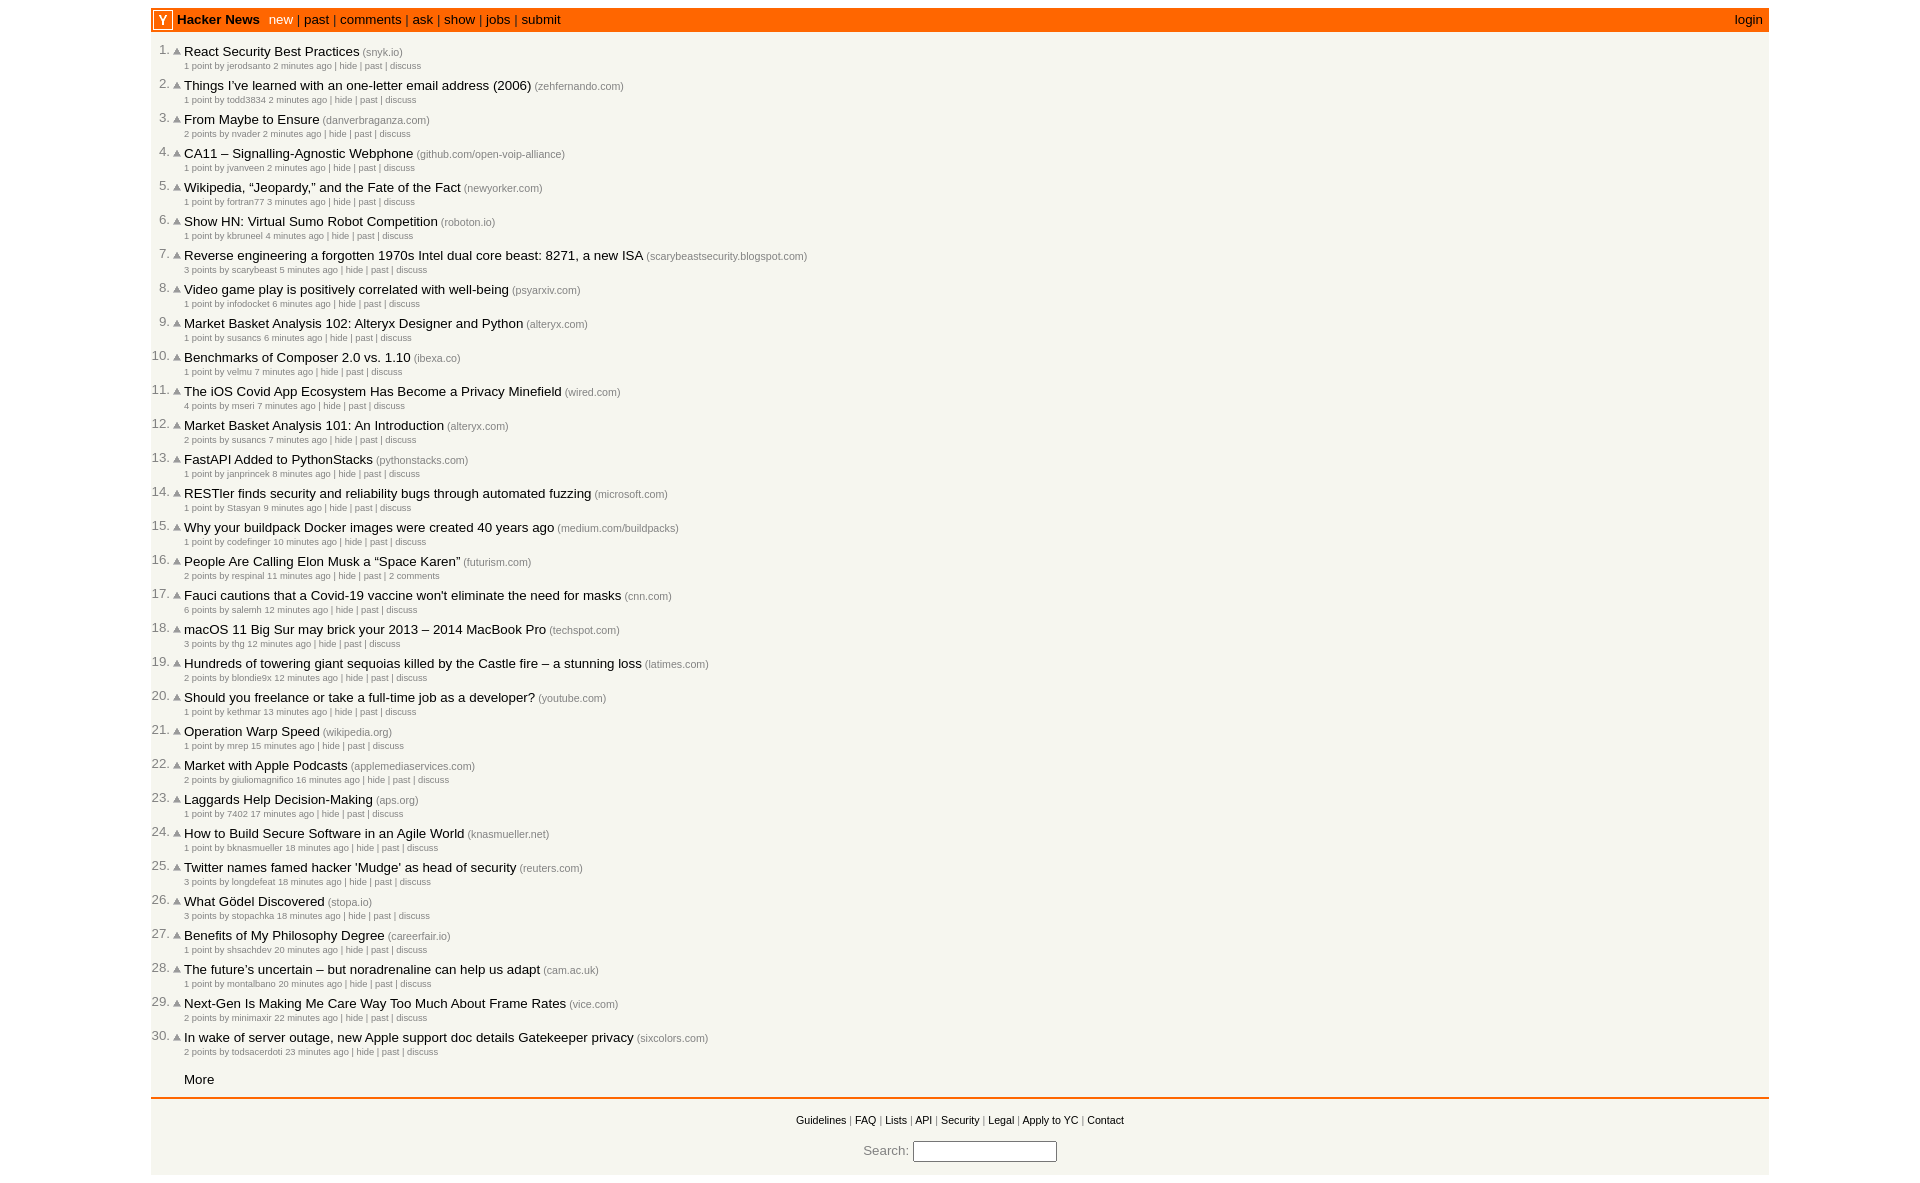 Y Hacker News new | past | comments | ask | show | jobs | submit login
1. React Security Best Practices (snyk.io)
1 point by jerodsanto 2 minutes ago | hide | past | discuss
2. Things I’ve learned with an one-letter email address (2006) (zehfernando.com)
1 point by todd3834 2 minutes ago | hide | past | discuss
3. From Maybe to Ensure (danverbraganza.com)
2 points by nvader 2 minutes ago | hide | past | discuss
4. CA11 – Signalling-Agnostic Webphone (github.com/open-voip-alliance)
1 point by jvanveen 2 minutes ago | hide | past | discuss
5. Wikipedia, “Jeopardy,” and the Fate of the Fact (newyorker.com)
1 point by fortran77 3 minutes ago | hide | past | discuss
6. Show HN: Virtual Sumo Robot Competition (roboton.io)
1 point by kbruneel 4 minutes ago | hide | past | discuss
7. Reverse engineering a forgotten 1970s Intel dual core beast: 8271, a new ISA (scarybeastsecurity.blogspot.com)
3 points by scarybeast 5 minutes ago | hide | past | discuss
8. Video game play is positively correlated with well-being (psyarxiv.com)
1 point by infodocket 6 minutes ago | hide | past | discuss
9. Market Basket Analysis 102: Alteryx Designer and Python (alteryx.com)
1 point by susancs 6 minutes ago | hide | past | discuss
10. Benchmarks of Composer 2.0 vs. 1.10 (ibexa.co)
1 point by velmu 7 minutes ago | hide | past | discuss
11. The iOS Covid App Ecosystem Has Become a Privacy Minefield (wired.com)
4 points by mseri 7 minutes ago | hide | past | discuss
12. Market Basket Analysis 101: An Introduction (alteryx.com)
2 points by susancs 7 minutes ago | hide | past | discuss
13. FastAPI Added to PythonStacks (pythonstacks.com)
1 point by janprincek 8 minutes ago | hide | past | discuss
14. RESTler finds security and reliability bugs through automated fuzzing (microsoft.com)
1 point by Stasyan 9 minutes ago | hide | past | discuss
15. Why your buildpack Docker images were created 40 years ago (medium.com/buildpacks)
1 point by codefinger 10 minutes ago | hide | past | discuss
16. People Are Calling Elon Musk a “Space Karen” (futurism.com)
2 points by respinal 11 minutes ago | hide | past | 2 comments
17. Fauci cautions that a Covid-19 vaccine won't eliminate the need for masks (cnn.com)
6 points by salemh 12 minutes ago | hide | past | discuss
18. macOS 11 Big Sur may brick your 2013 – 2014 MacBook Pro (techspot.com)
3 points by thg 12 minutes ago | hide | past | discuss
19. Hundreds of towering giant sequoias killed by the Castle fire – a stunning loss (latimes.com)
2 points by blondie9x 12 minutes ago | hide | past | discuss
20. Should you freelance or take a full-time job as a developer? (youtube.com)
1 point by kethmar 13 minutes ago | hide | past | discuss
21. Operation Warp Speed (wikipedia.org)
1 point by mrep 15 minutes ago | hide | past | discuss
22. Market with Apple Podcasts (applemediaservices.com)
2 points by giuliomagnifico 16 minutes ago | hide | past | discuss
23. Laggards Help Decision-Making (aps.org)
1 point by 7402 17 minutes ago | hide | past | discuss
24. How to Build Secure Software in an Agile World (knasmueller.net)
1 point by bknasmueller 18 minutes ago | hide | past | discuss
25. Twitter names famed hacker 'Mudge' as head of security (reuters.com)
3 points by longdefeat 18 minutes ago | hide | past | discuss
26. What Gödel Discovered (stopa.io)
3 points by stopachka 18 minutes ago | hide | past | discuss
27. Benefits of My Philosophy Degree (careerfair.io)
1 point by shsachdev 20 minutes ago | hide | past | discuss
28. The future’s uncertain – but noradrenaline can help us adapt (cam.ac.uk)
1 point by montalbano 20 minutes ago | hide | past | discuss
29. Next-Gen Is Making Me Care Way Too Much About Frame Rates (vice.com)
2 points by minimaxir 22 minutes ago | hide | past | discuss
30. In wake of server outage, new Apple support doc details Gatekeeper privacy (sixcolors.com)
2 points by todsacerdoti 23 minutes ago | hide | past | discuss
More
Guidelines | FAQ | Lists | API | Security | Legal | Apply to YC | Contact
Search: